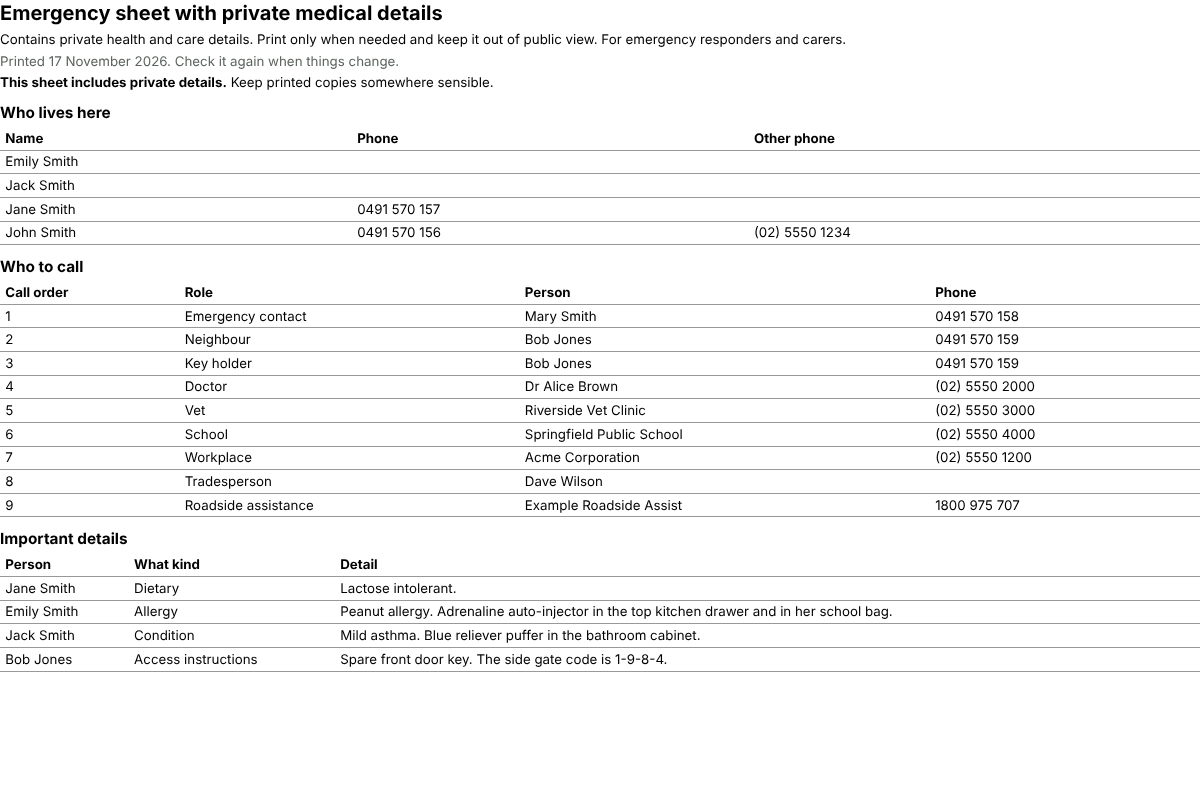 Emergency sheet with private medical details
Contains private health and care details. Print only when needed and keep it out of public view. For emergency responders and carers.
Printed 17 November 2026. Check it again when things change.
This sheet includes private details. Keep printed copies somewhere sensible.
Who lives here
Name Phone Other phone
Emily Smith
Jack Smith
Jane Smith 0491 570 157
John Smith 0491 570 156 (02) 5550 1234
Who to call
Call order Role Person Phone
1 Emergency contact Mary Smith 0491 570 158
2 Neighbour Bob Jones 0491 570 159
3 Key holder Bob Jones 0491 570 159
4 Doctor Dr Alice Brown (02) 5550 2000
5 Vet Riverside Vet Clinic (02) 5550 3000
6 School Springfield Public School (02) 5550 4000
7 Workplace Acme Corporation (02) 5550 1200
8 Tradesperson Dave Wilson
9 Roadside assistance Example Roadside Assist 1800 975 707
Important details
Person What kind Detail
Jane Smith Dietary Lactose intolerant.
Emily Smith Allergy Peanut allergy. Adrenaline auto-injector in the top kitchen drawer and in her school bag.
Jack Smith Condition Mild asthma. Blue reliever puffer in the bathroom cabinet.
Bob Jones Access instructions Spare front door key. The side gate code is 1-9-8-4.